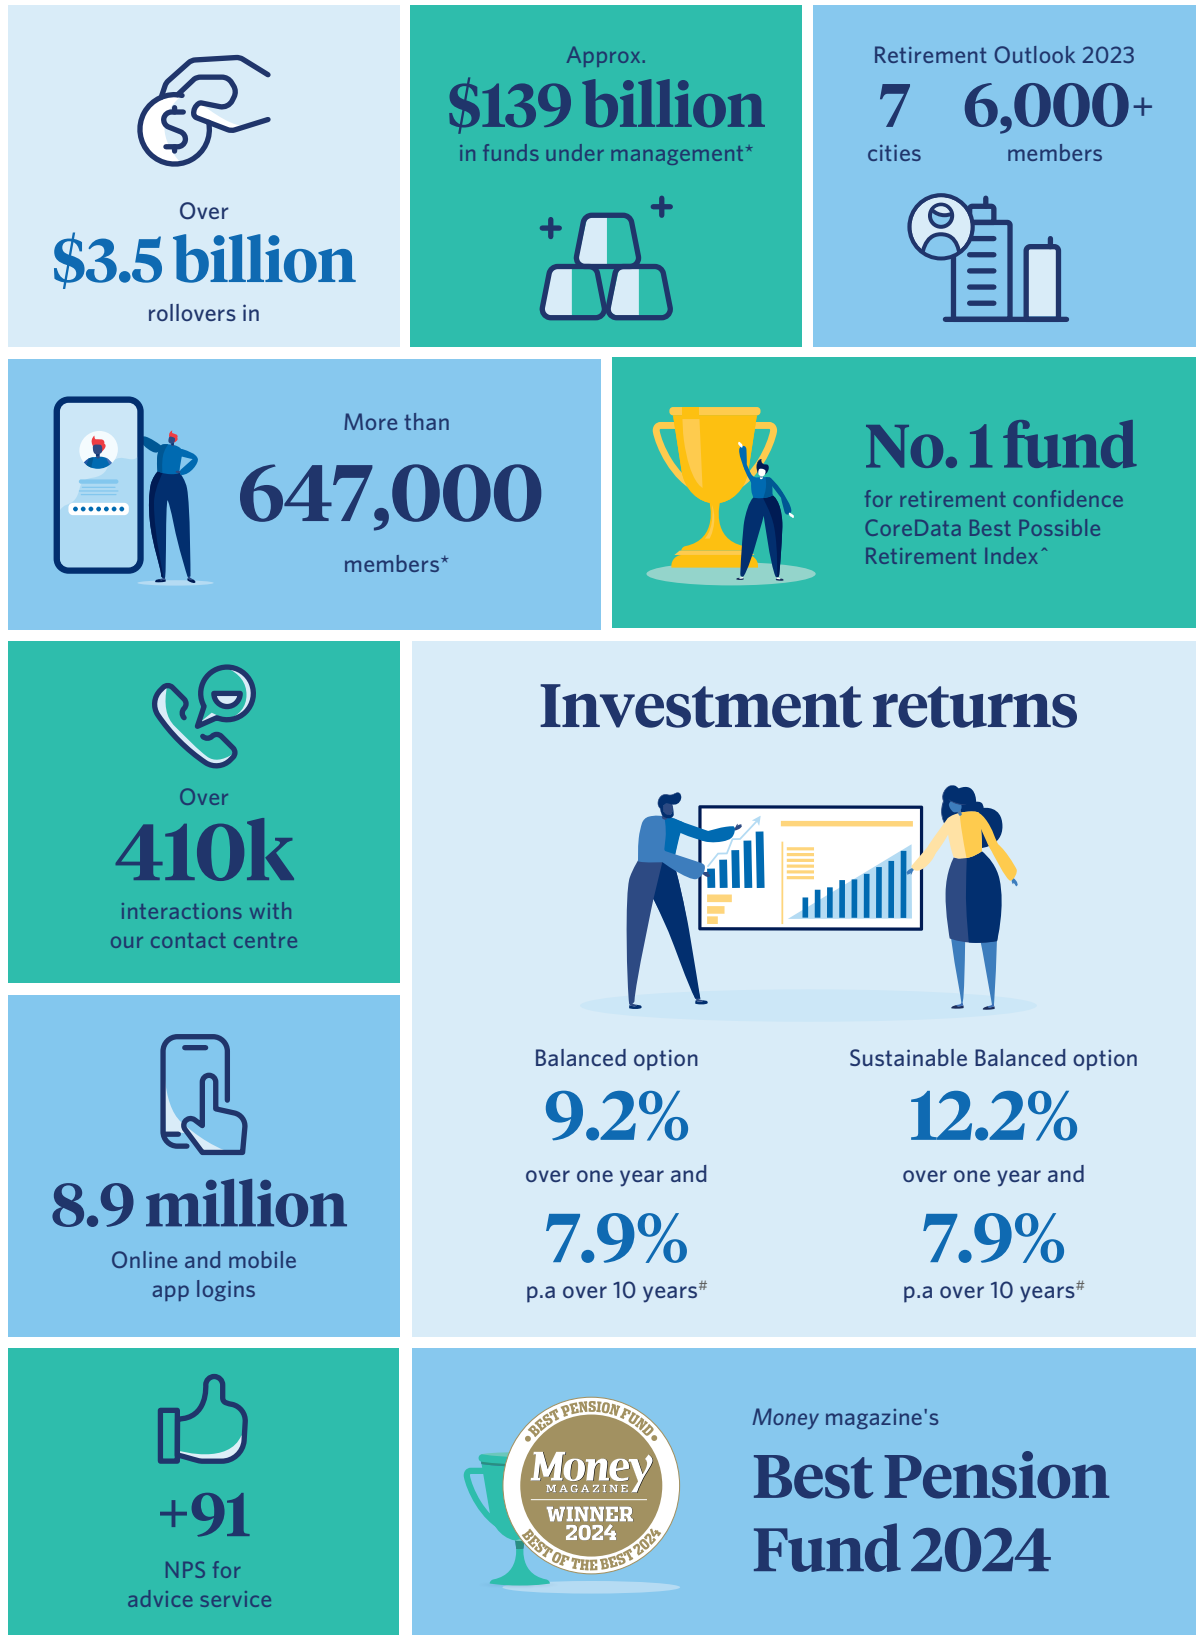 Over
$3.5 billion
rollovers in
Approx.
$139 billion
in funds under management*
Retirement Outlook 2023
7
cities
6,000+
members
More than
647,000
members*
No. 1 fund
for retirement confidence
CoreData Best Possible
Retirement Index^
Over
410k
interactions with
our contact centre
8.9 million
Online and mobile
app logins
Investment returns
Balanced option
9.2%
over one year and
7.9%
p.a over 10 years#
Sustainable Balanced option
12.2%
over one year and
7.9%
p.a over 10 years#
+91
NPS for
advice service
•BEST PENSION FUND•
Money
MAGAZINE
WINNER
2024
BEST OF THE BEST 2024
Money magazine's
Best Pension
Fund 2024